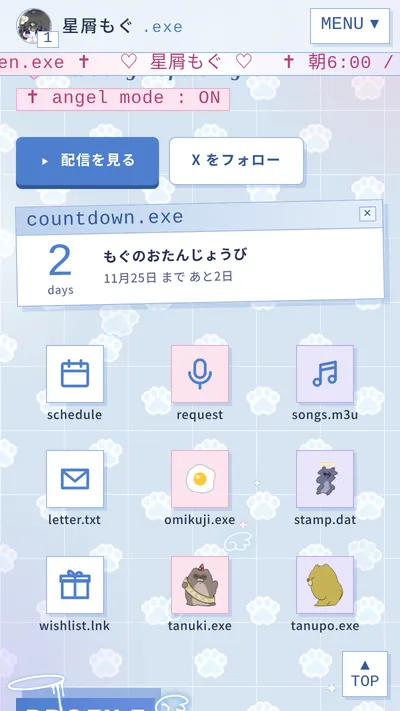 1
星屑もぐ .exe
MENU ▼
en.exe ✝ ♡ 星屑もぐ ♡ ✝ 朝6:00 /
✝ angel mode : ON
▸ 配信を見る
X をフォロー
countdown.exe
×
2
days
もぐのおたんじょうび
11月25日 まで あと2日
schedule
request
songs.m3u
letter.txt
omikuji.exe
stamp.dat
wishlist.lnk
tanuki.exe
tanupo.exe
▲
TOP